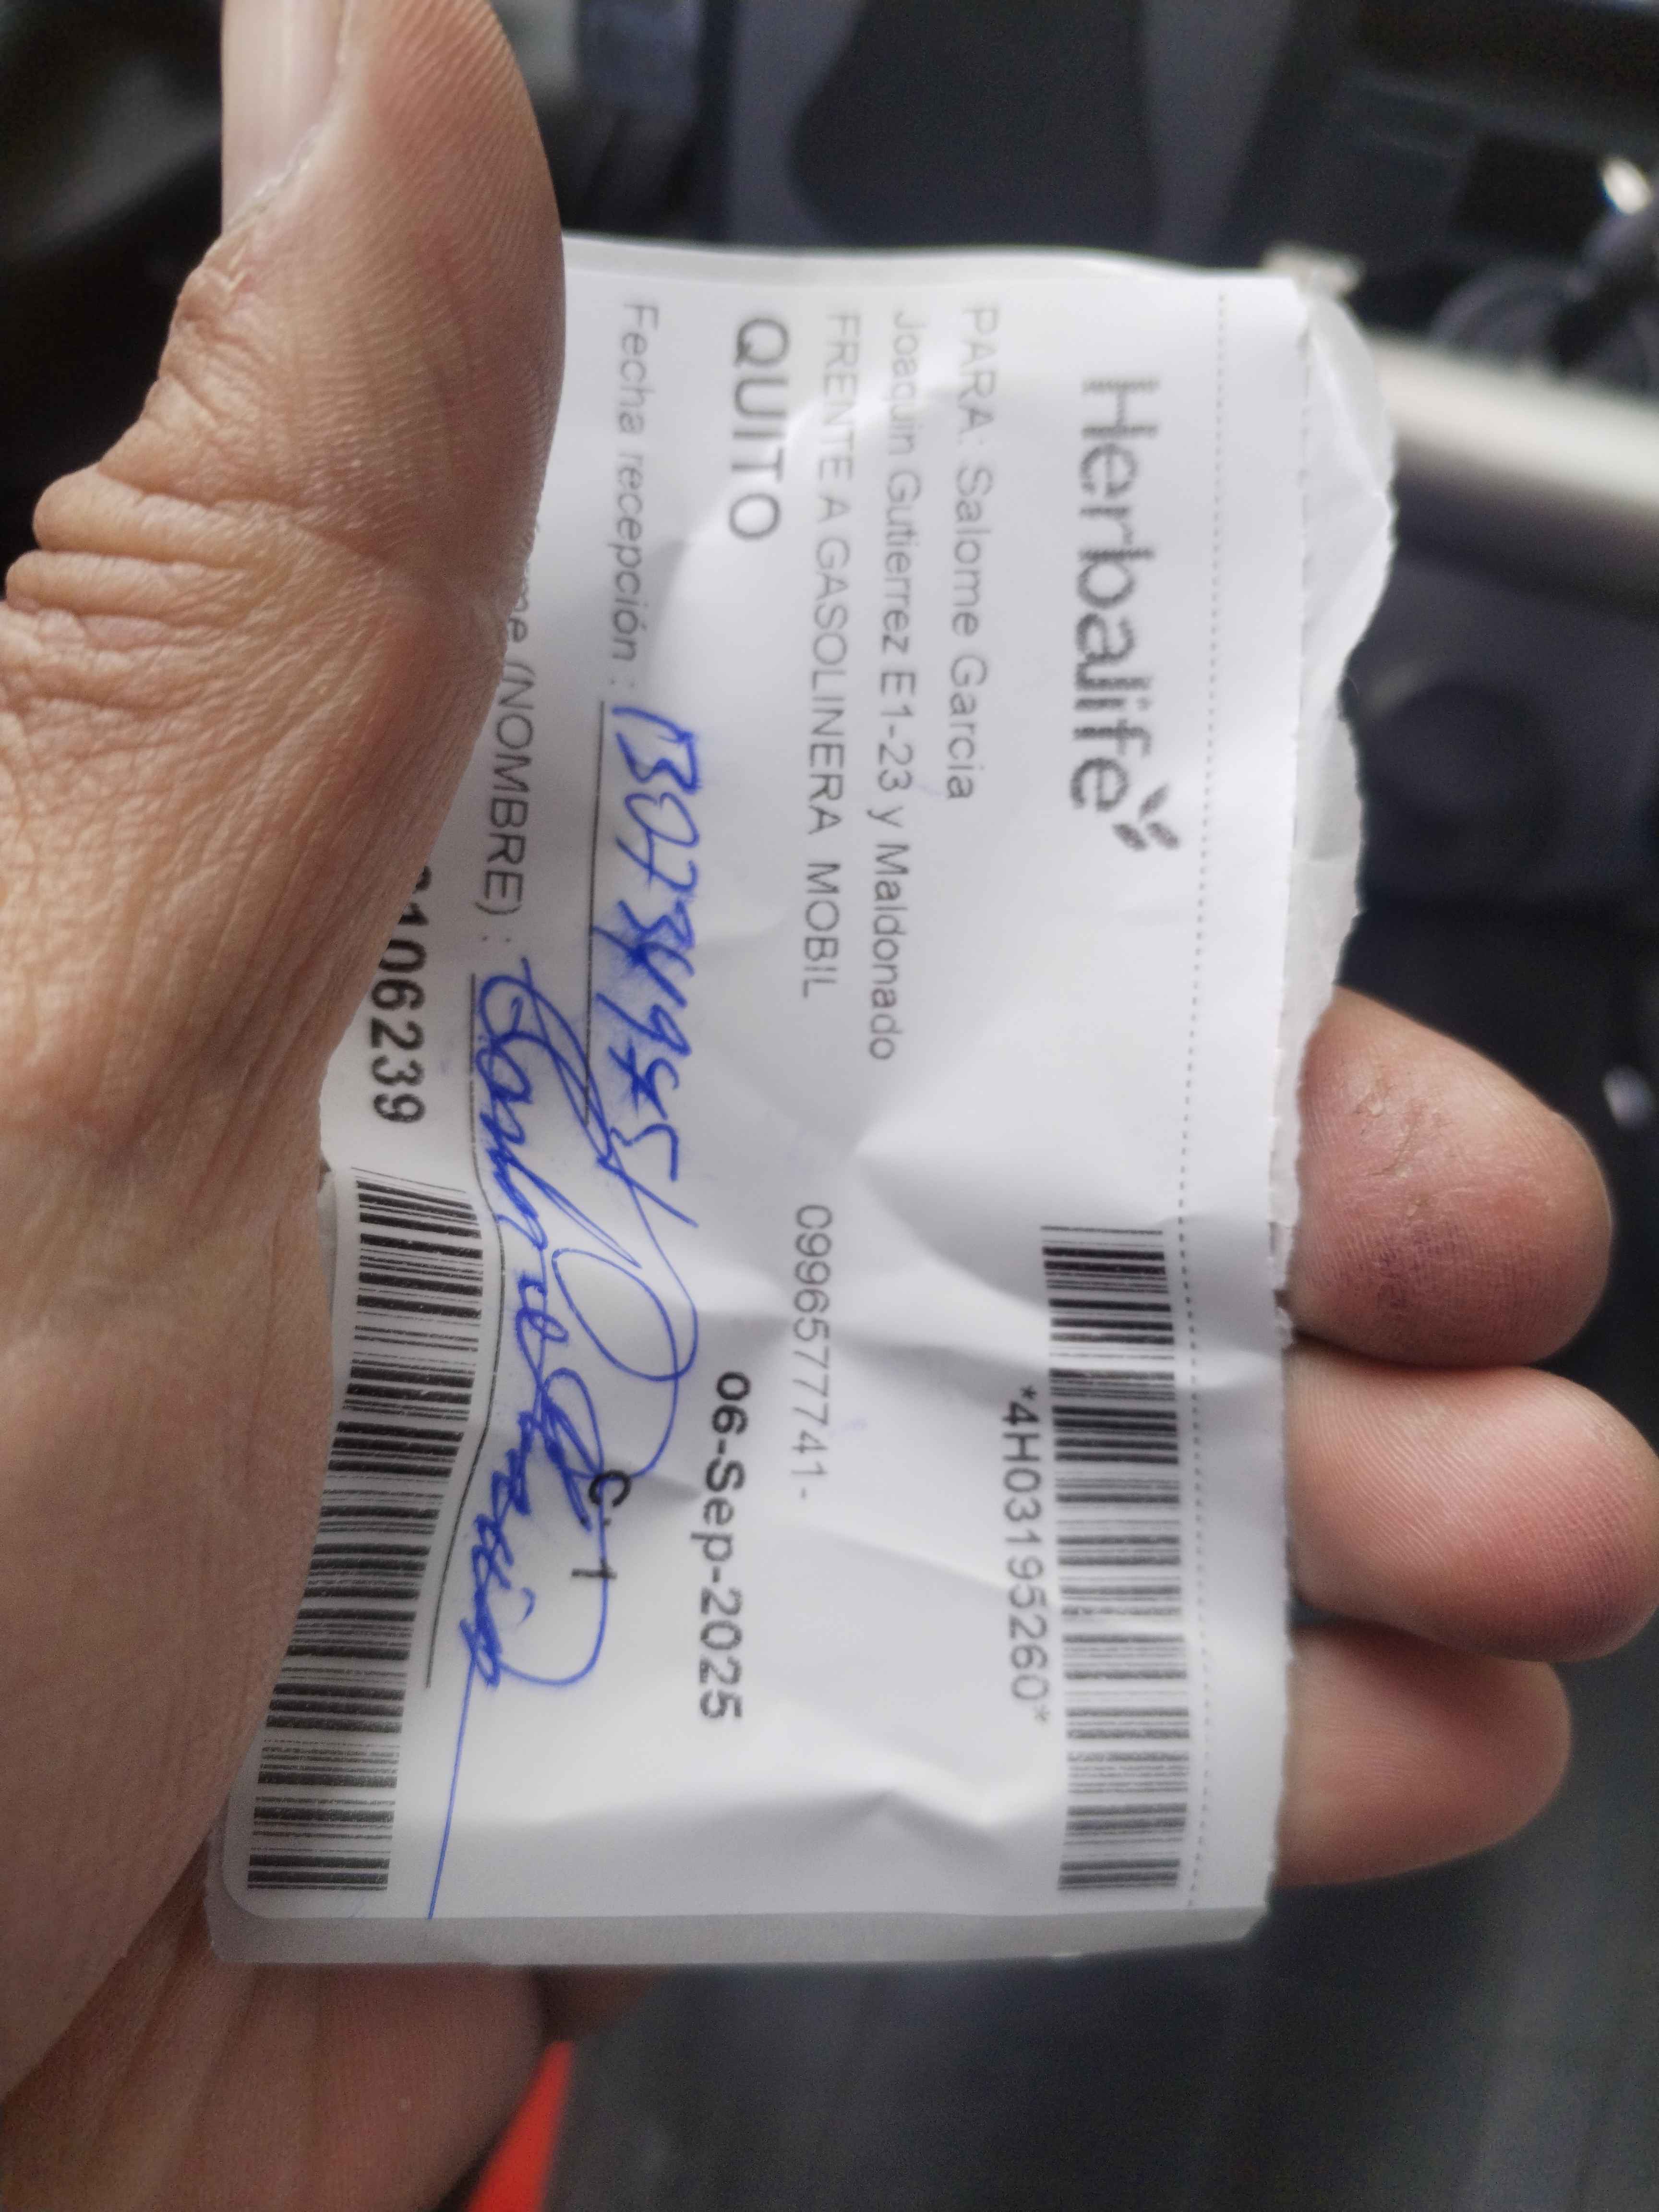 Herbalife
*4H03195260*
PARA: Salome Garcia
Joaquin Gutierrez E1-23 y Maldonado
FRENTE A GASOLINERA MOBIL 0996577741-
QUITO 06-Sep-2025
Fecha recepción :
(NOMBRE) :
C. 1
106239